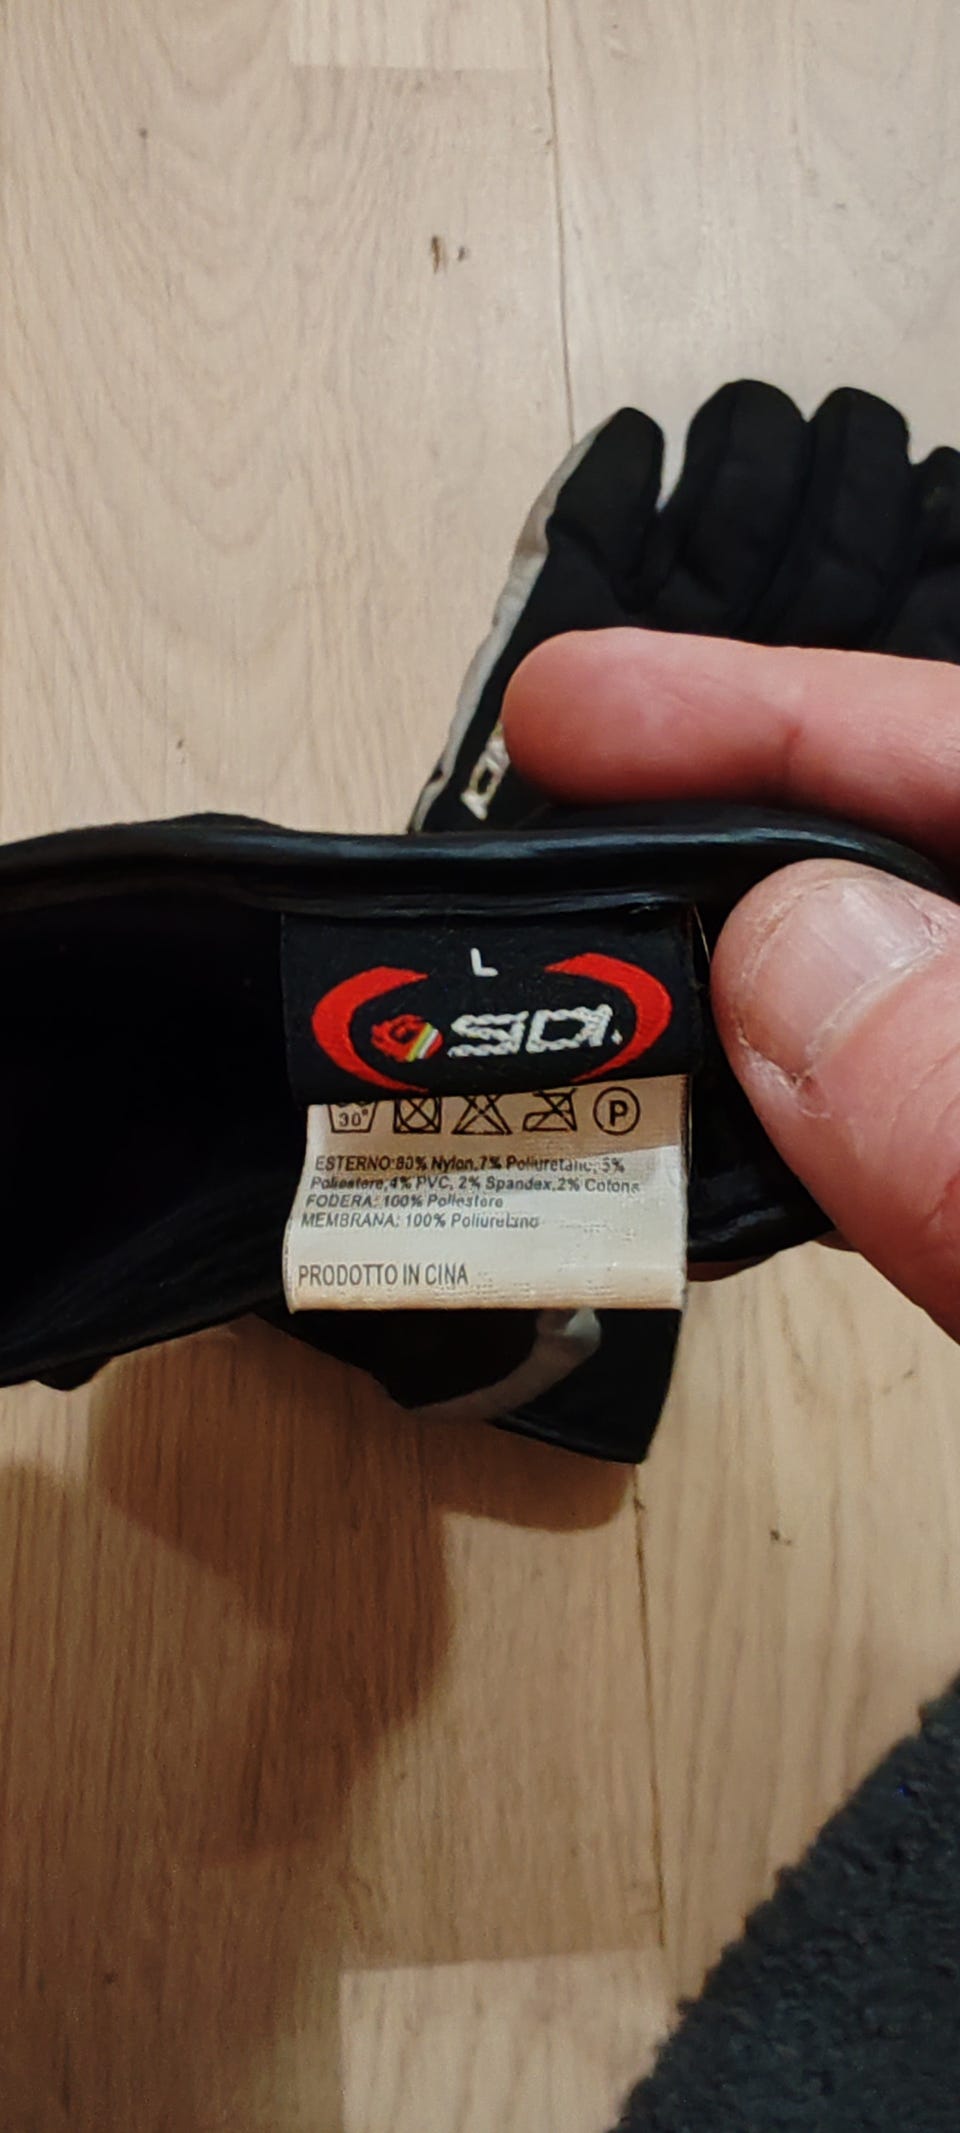 L
SIDI
30°
P
ESTERNO:80% Nylon,7% Poliuretano,5%
Poliestere,4% PVC, 2% Spandex,2% Cotone
FODERA: 100% Poliestere
MEMBRANA: 100% Poliuretano
PRODOTTO IN CINA